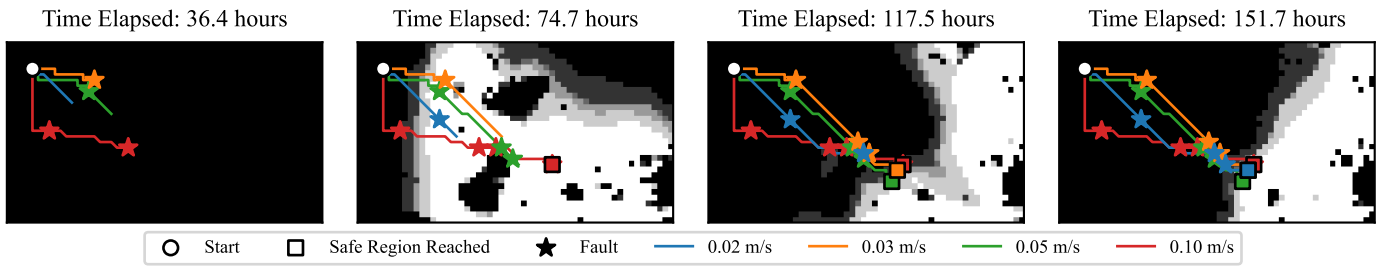 Time Elapsed: 36.4 hours
Time Elapsed: 74.7 hours
Time Elapsed: 117.5 hours
Time Elapsed: 151.7 hours
Start Safe Region Reached Fault 0.02 m/s 0.03 m/s 0.05 m/s 0.10 m/s